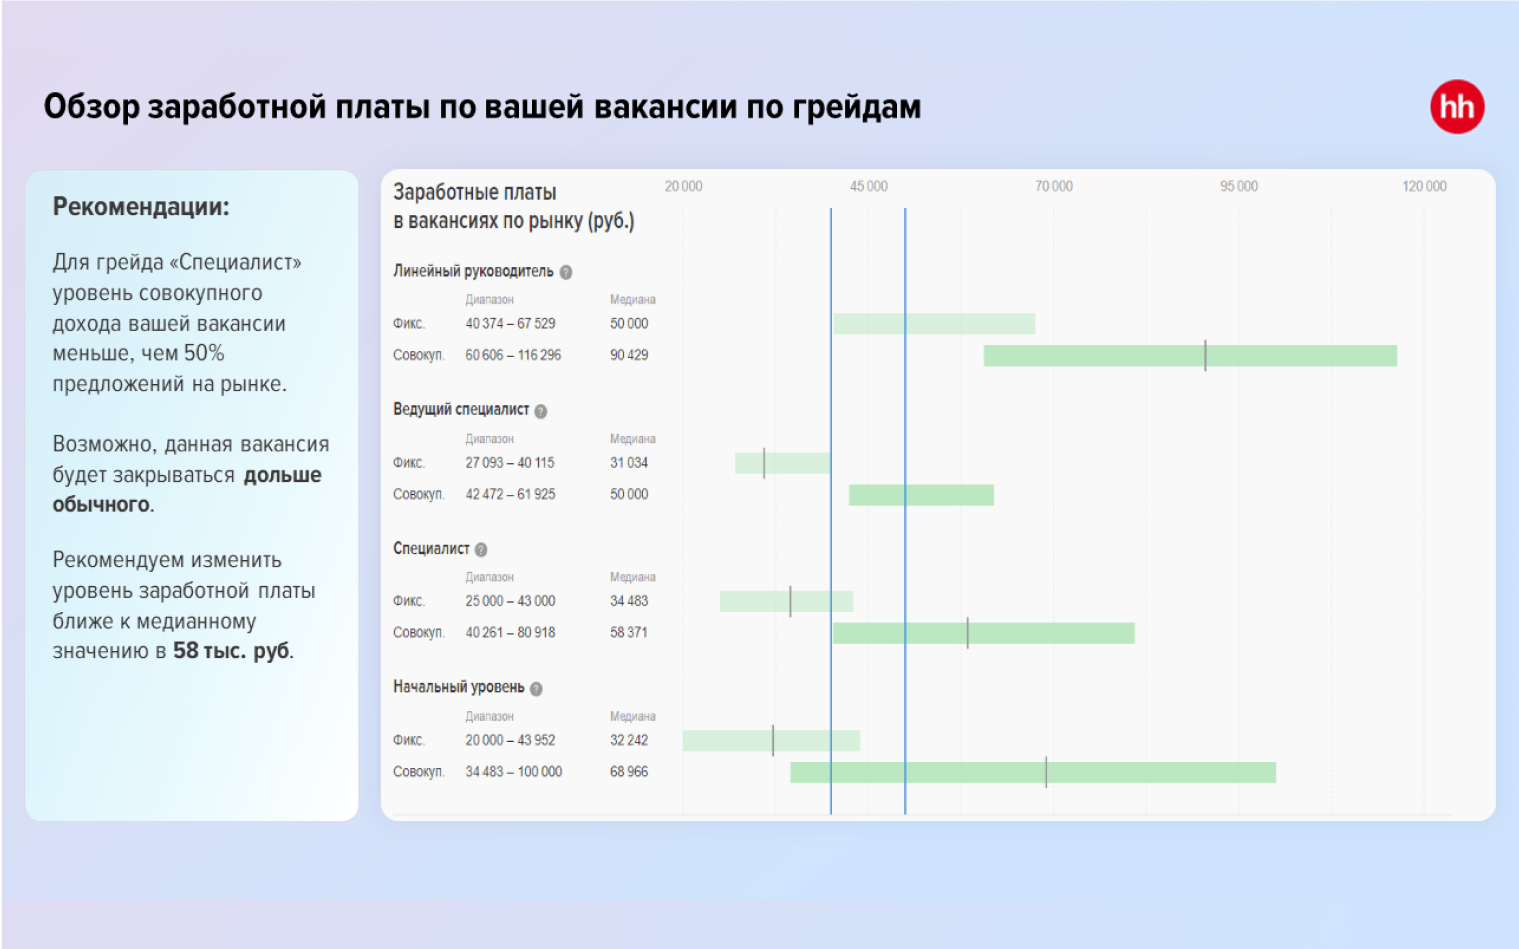 Обзор заработной платы по вашей вакансии по грейдам
hh
Рекомендации:
Для грейда «Специалист»
уровень совокупного
дохода вашей вакансии
меньше, чем 50%
предложений на рынке.
Возможно, данная вакансия
будет закрываться дольше
обычного.
Рекомендуем изменить
уровень заработной платы
ближе к медианному
значению в 58 тыс. руб.
Заработные платы
в вакансиях по рынку (руб.)
20 000 45 000 70 000 95 000 120 000
Линейный руководитель ?
Диапазон Медиана
Фикс. 40 374 – 67 529 50 000
Совокуп. 60 606 – 116 296 90 429
Ведущий специалист ?
Диапазон Медиана
Фикс. 27 093 – 40 115 31 034
Совокуп. 42 472 – 61 925 50 000
Специалист ?
Диапазон Медиана
Фикс. 25 000 – 43 000 34 483
Совокуп. 40 261 – 80 918 58 371
Начальный уровень ?
Диапазон Медиана
Фикс. 20 000 – 43 952 32 242
Совокуп. 34 483 – 100 000 68 966